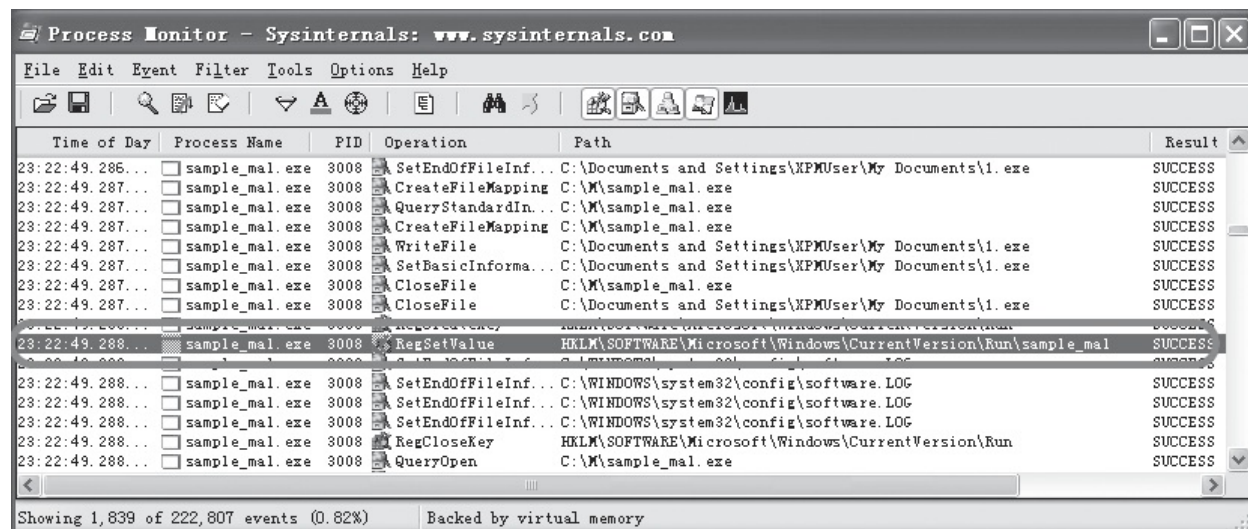 Process Monitor - Sysinternals: www.sysinternals.com
File Edit Event Filter Tools Options Help
Time of Day Process Name PID Operation Path Result
23:22:49.286... sample_mal.exe 3008 SetEndOfFileInf... C:\Documents and Settings\XPMUser\My Documents\1.exe SUCCESS
23:22:49.287... sample_mal.exe 3008 CreateFileMapping C:\M\sample_mal.exe SUCCESS
23:22:49.287... sample_mal.exe 3008 QueryStandardIn... C:\M\sample_mal.exe SUCCESS
23:22:49.287... sample_mal.exe 3008 CreateFileMapping C:\M\sample_mal.exe SUCCESS
23:22:49.287... sample_mal.exe 3008 WriteFile C:\Documents and Settings\XPMUser\My Documents\1.exe SUCCESS
23:22:49.287... sample_mal.exe 3008 SetBasicInforma... C:\Documents and Settings\XPMUser\My Documents\1.exe SUCCESS
23:22:49.287... sample_mal.exe 3008 CloseFile C:\M\sample_mal.exe SUCCESS
23:22:49.287... sample_mal.exe 3008 CloseFile C:\Documents and Settings\XPMUser\My Documents\1.exe SUCCESS
23:22:49.288... sample_mal.exe 3008 RegSetValue HKLM\SOFTWARE\Microsoft\Windows\CurrentVersion\Run\sample_mal SUCCESS
23:22:49.288... sample_mal.exe 3008 SetEndOfFileInf... C:\WINDOWS\system32\config\software.LOG SUCCESS
23:22:49.288... sample_mal.exe 3008 SetEndOfFileInf... C:\WINDOWS\system32\config\software.LOG SUCCESS
23:22:49.288... sample_mal.exe 3008 SetEndOfFileInf... C:\WINDOWS\system32\config\software.LOG SUCCESS
23:22:49.288... sample_mal.exe 3008 RegCloseKey HKLM\SOFTWARE\Microsoft\Windows\CurrentVersion\Run SUCCESS
23:22:49.288... sample_mal.exe 3008 QueryOpen C:\M\sample_mal.exe SUCCESS
Showing 1,839 of 222,807 events (0.82%) Backed by virtual memory